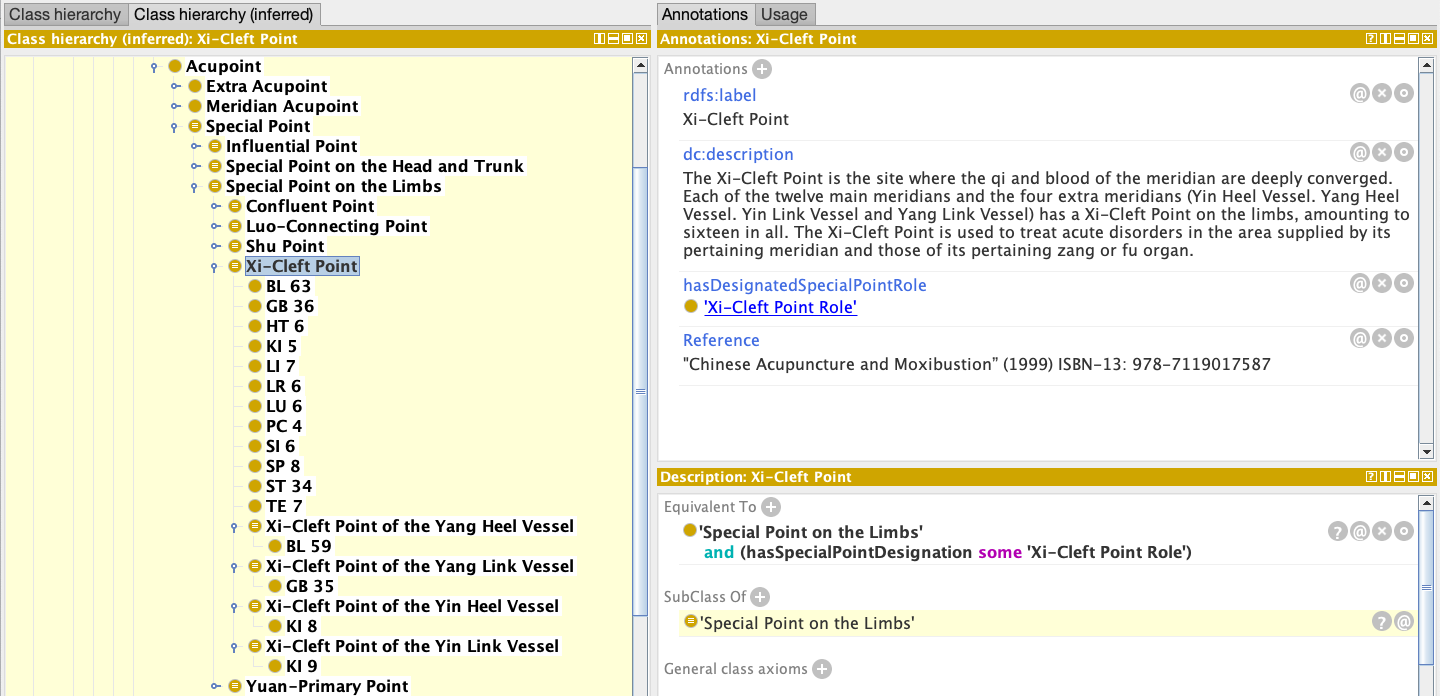 Class hierarchy
Class hierarchy (inferred)
Class hierarchy (inferred): Xi-Cleft Point
Acupoint
Extra Acupoint
Meridian Acupoint
Special Point
Influential Point
Special Point on the Head and Trunk
Special Point on the Limbs
Confluent Point
Luo-Connecting Point
Shu Point
Xi-Cleft Point
BL 63
GB 36
HT 6
KI 5
LI 7
LR 6
LU 6
PC 4
SI 6
SP 8
ST 34
TE 7
Xi-Cleft Point of the Yang Heel Vessel
BL 59
Xi-Cleft Point of the Yang Link Vessel
GB 35
Xi-Cleft Point of the Yin Heel Vessel
KI 8
Xi-Cleft Point of the Yin Link Vessel
KI 9
Yuan-Primary Point
Annotations
Usage
Annotations: Xi-Cleft Point
Annotations
rdfs:label
Xi-Cleft Point
dc:description
The Xi-Cleft Point is the site where the qi and blood of the meridian are deeply converged.
Each of the twelve main meridians and the four extra meridians (Yin Heel Vessel. Yang Heel
Vessel. Yin Link Vessel and Yang Link Vessel) has a Xi-Cleft Point on the limbs, amounting to
sixteen in all. The Xi-Cleft Point is used to treat acute disorders in the area supplied by its
pertaining meridian and those of its pertaining zang or fu organ.
hasDesignatedSpecialPointRole
'Xi-Cleft Point Role'
Reference
"Chinese Acupuncture and Moxibustion” (1999) ISBN-13: 978-7119017587
Description: Xi-Cleft Point
Equivalent To
'Special Point on the Limbs'
and (hasSpecialPointDesignation some 'Xi-Cleft Point Role')
SubClass Of
'Special Point on the Limbs'
General class axioms